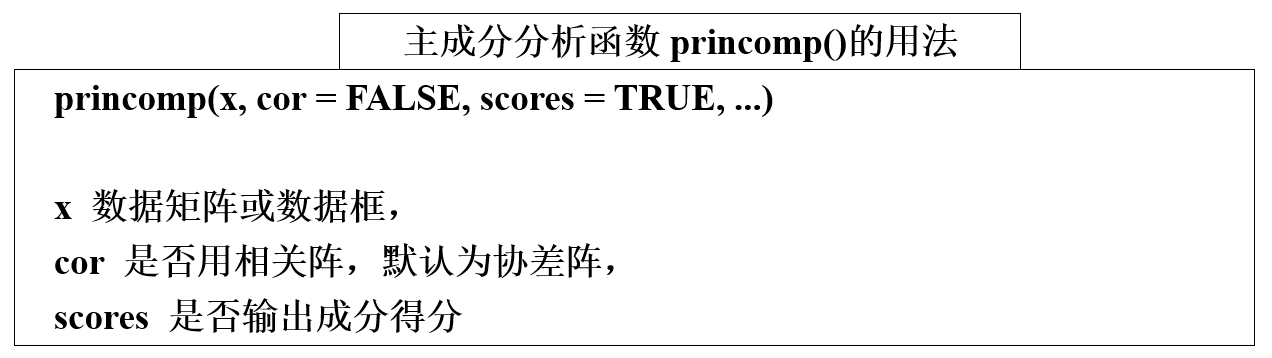 主成分分析函数 princomp()的用法
princomp(x, cor = FALSE, scores = TRUE, ...)
x 数据矩阵或数据框，
cor 是否用相关阵，默认为协差阵，
scores 是否输出成分得分